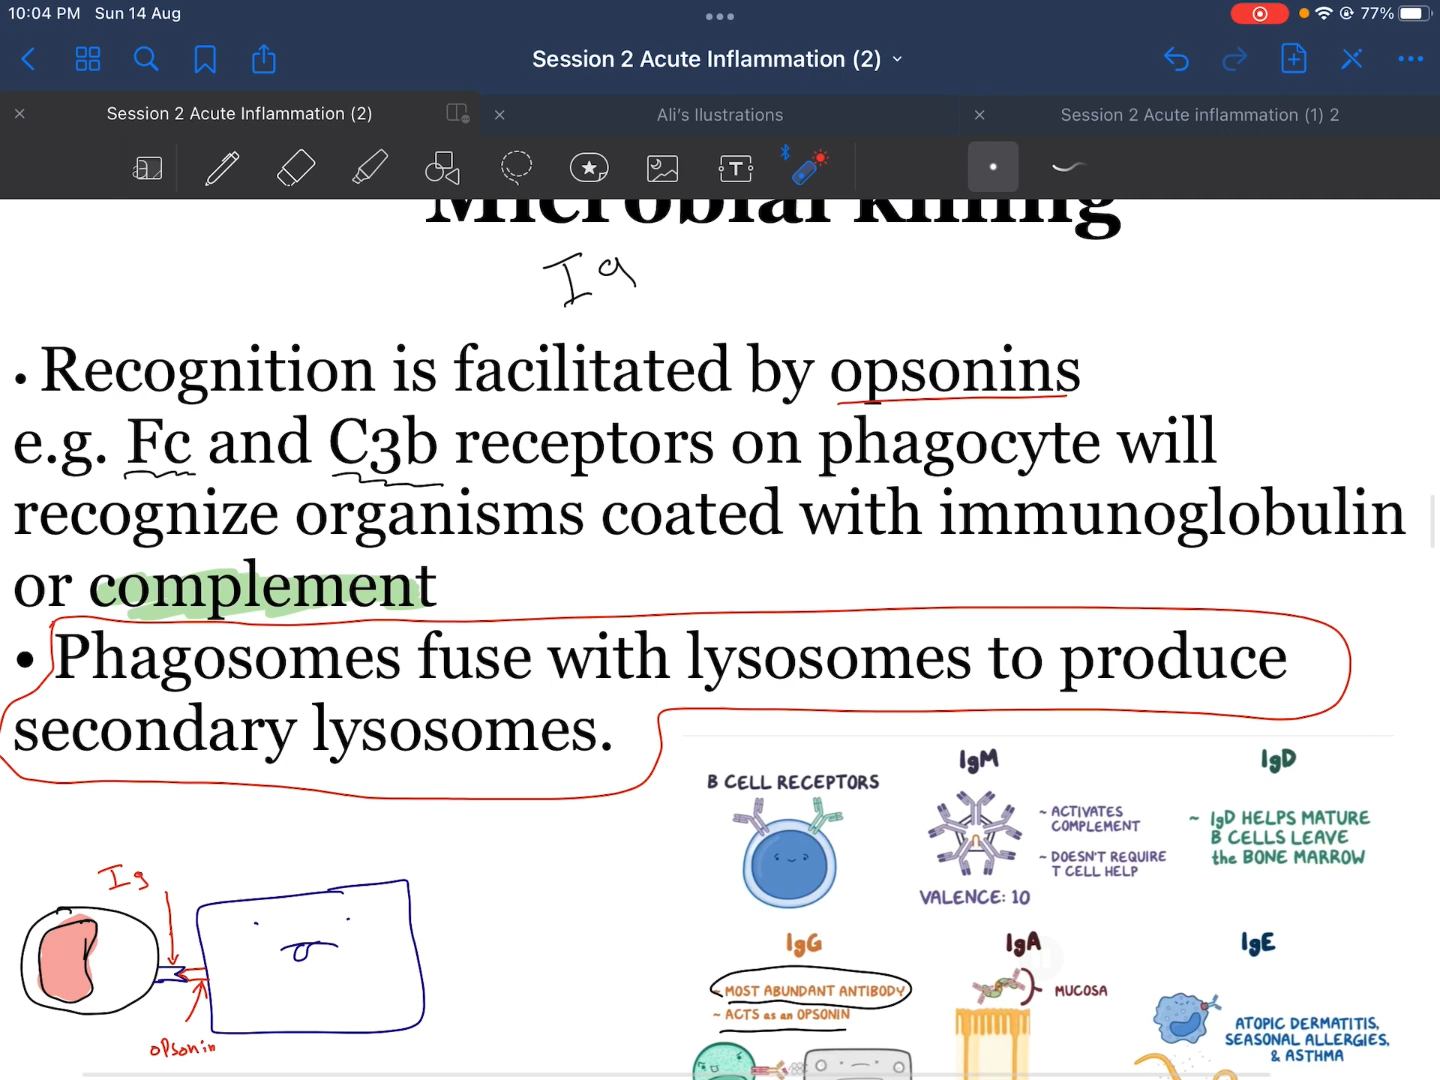 10:04 PM Sun 14 Aug
77%
Session 2 Acute Inflammation (2)
Session 2 Acute Inflammation (2)
Ali's Ilustrations
Session 2 Acute inflammation (1) 2
Microbial killing
Ig
• Recognition is facilitated by opsonins
e.g. Fc and C3b receptors on phagocyte will
recognize organisms coated with immunoglobulin
or complement
• Phagosomes fuse with lysosomes to produce
secondary lysosomes.
B CELL RECEPTORS
IgM
~ ACTIVATES
COMPLEMENT
~ DOESN'T REQUIRE
T CELL HELP
VALENCE: 10
IgD
~ IgD HELPS MATURE
B CELLS LEAVE
the BONE MARROW
Ig
opsonin
IgG
~ MOST ABUNDANT ANTIBODY
~ ACTS as an OPSONIN
IgA
MUCOSA
IgE
ATOPIC DERMATITIS,
SEASONAL ALLERGIES,
& ASTHMA